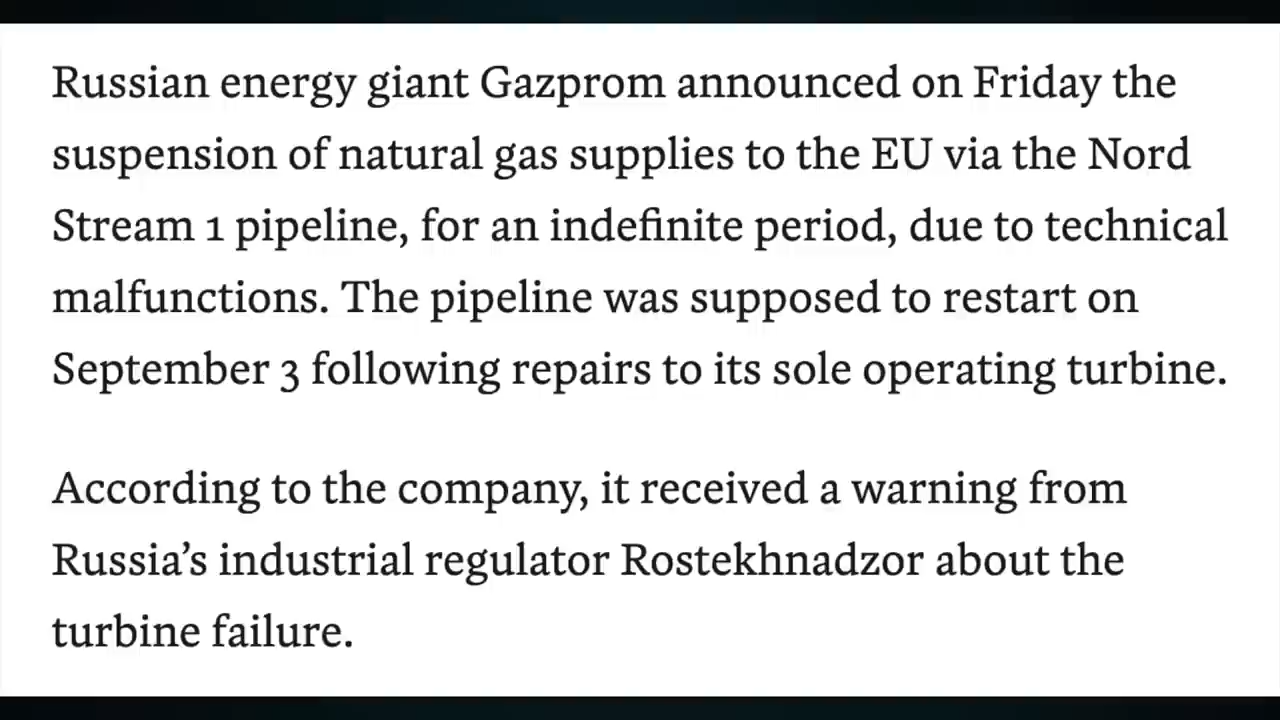 Russian energy giant Gazprom announced on Friday the
suspension of natural gas supplies to the EU via the Nord
Stream 1 pipeline, for an indefinite period, due to technical
malfunctions. The pipeline was supposed to restart on
September 3 following repairs to its sole operating turbine.
According to the company, it received a warning from
Russia’s industrial regulator Rostekhnadzor about the
turbine failure.